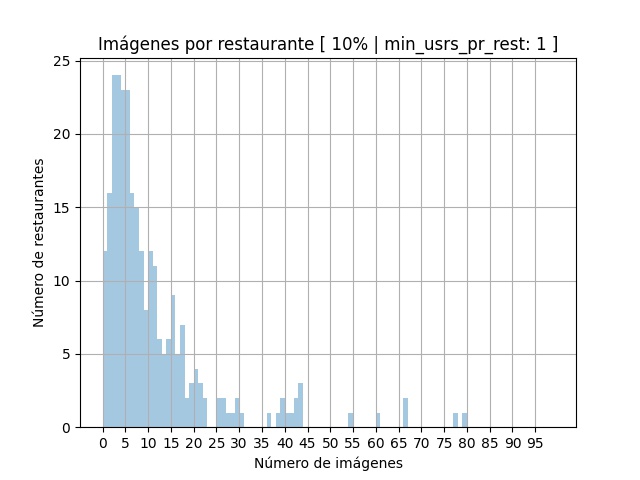 Imágenes por restaurante [ 10% | min_usrs_pr_rest: 1 ]
25
20
15
10
5
0
Número de restaurantes
0 5 10 15 20 25 30 35 40 45 50 55 60 65 70 75 80 85 90 95
Número de imágenes